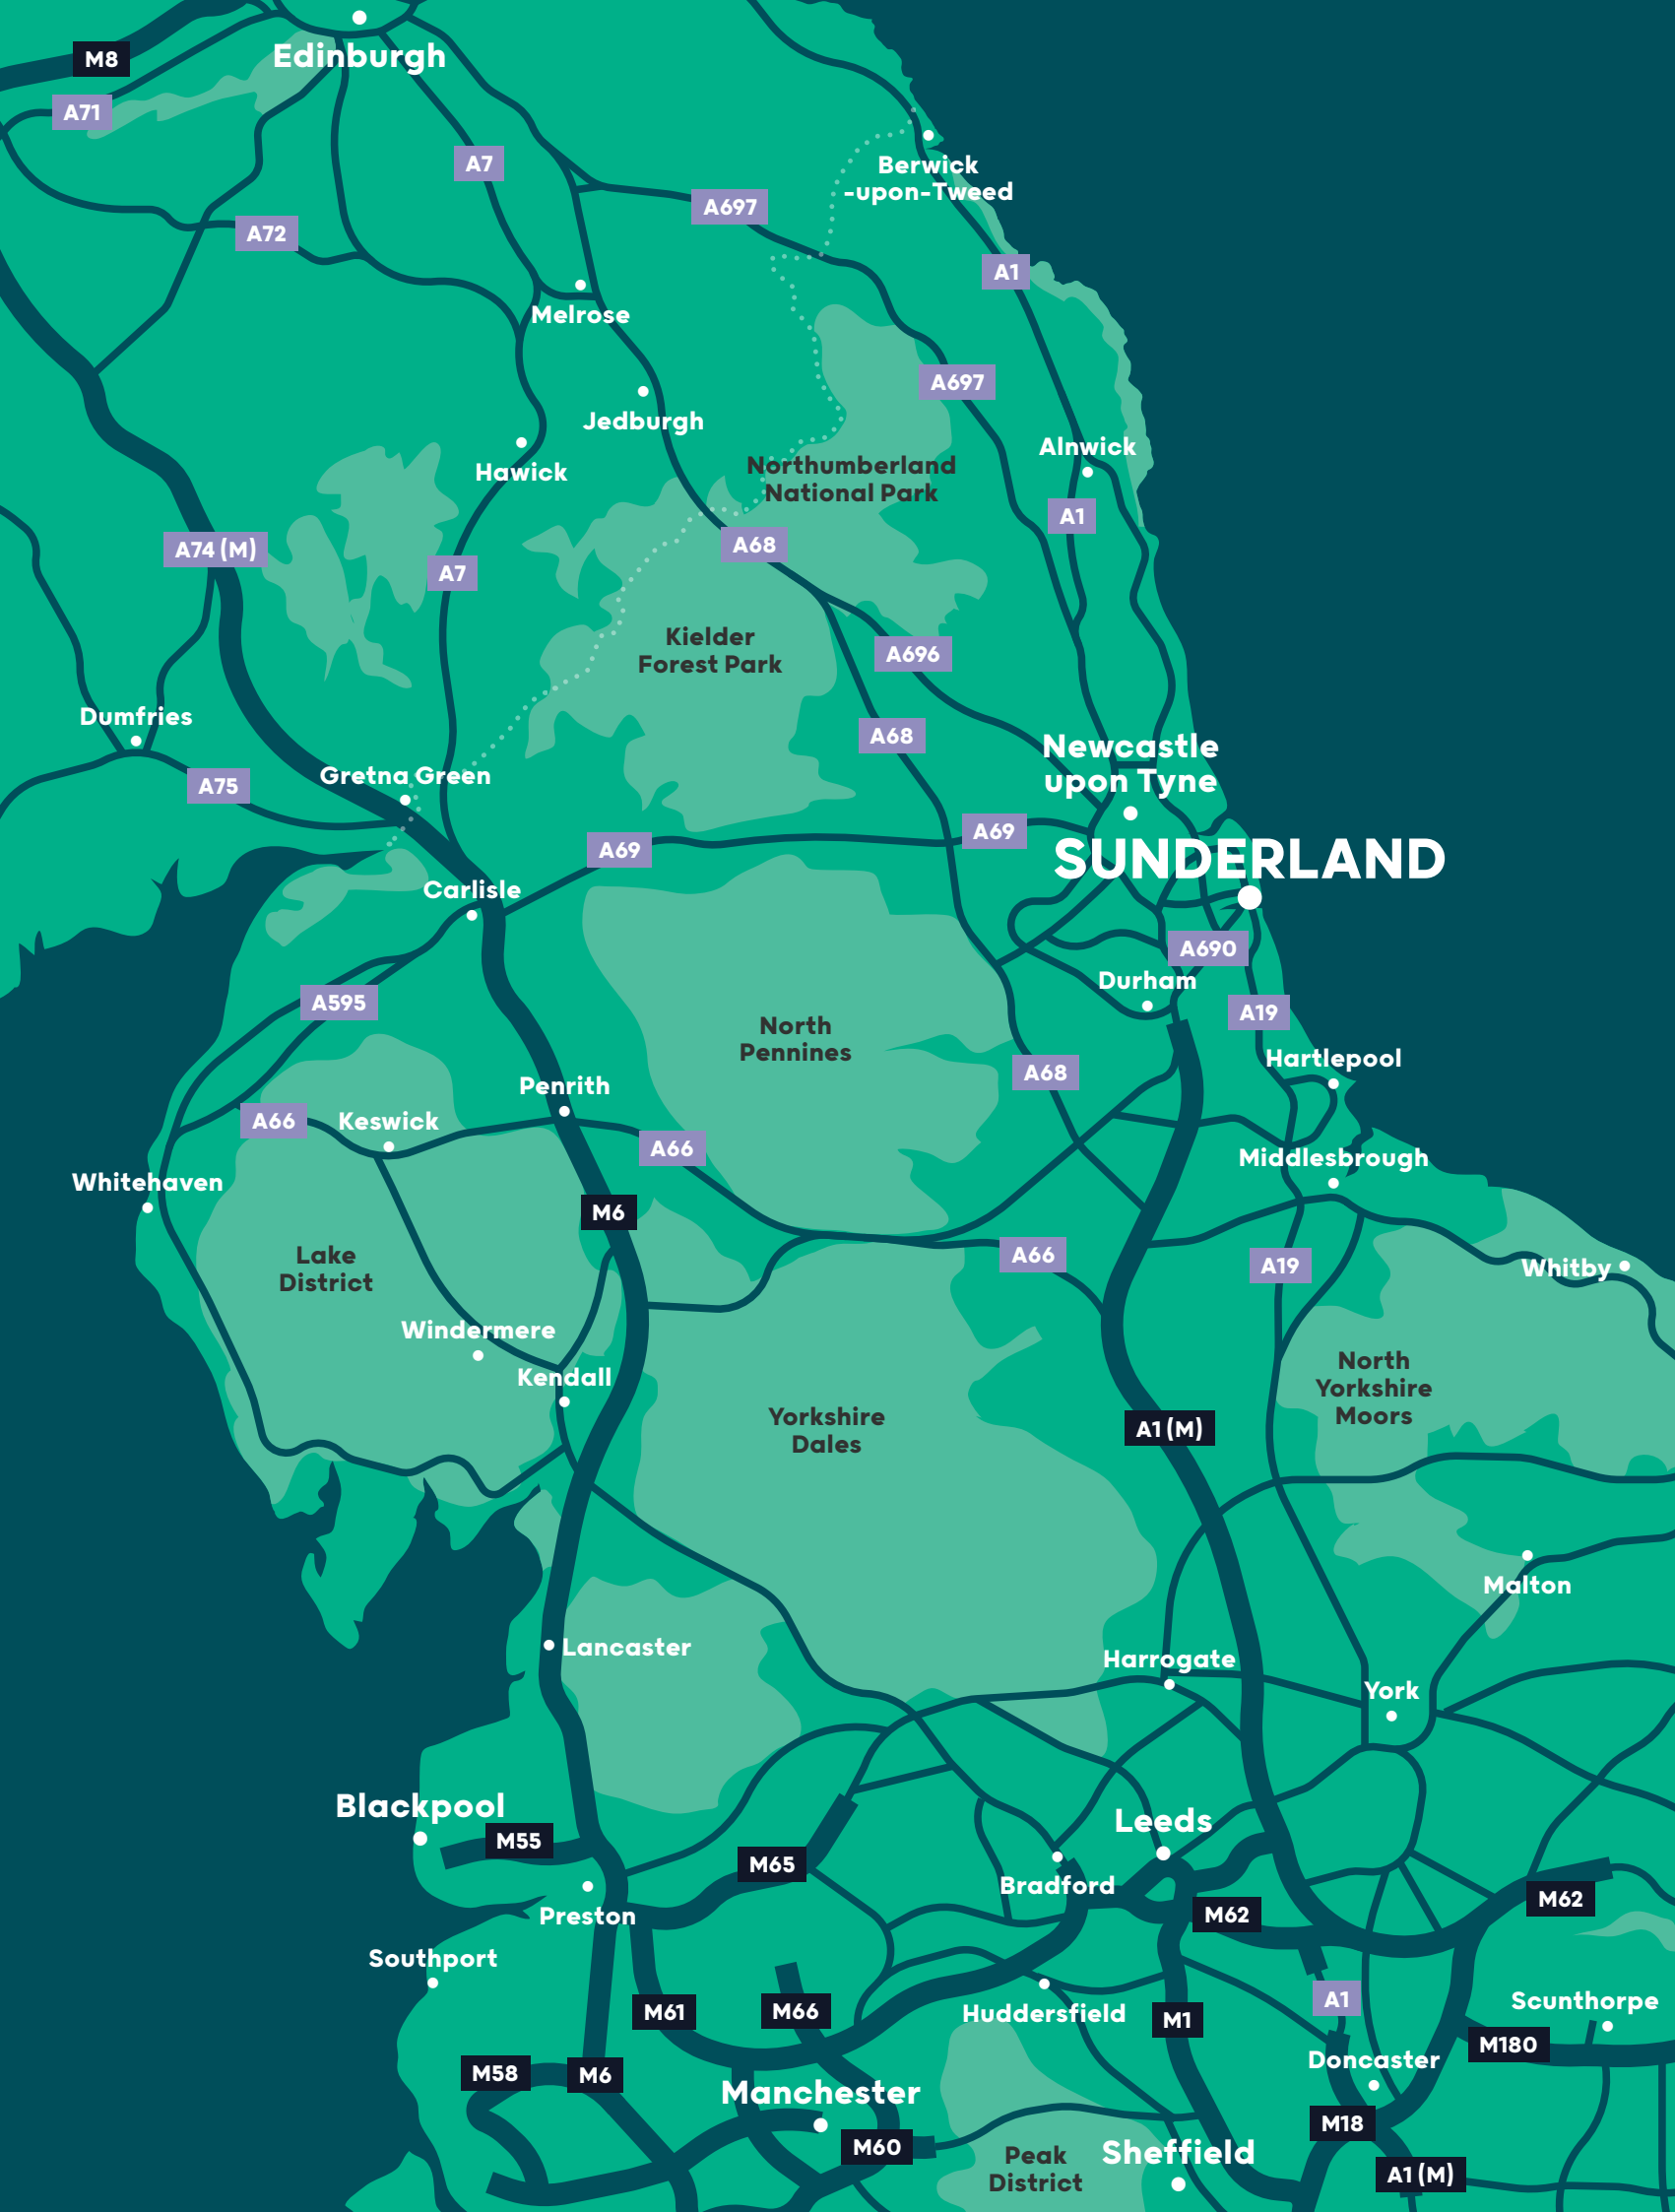 Edinburgh
M8
A71
A7
Berwick
-upon-Tweed
A697
A72
A1
Melrose
A697
Jedburgh
Alnwick
Hawick
Northumberland
National Park
A1
A74 (M)
A68
A7
Kielder
Forest Park
A696
Dumfries
A68
Newcastle
upon Tyne
Gretna Green
A75
A69
A69
SUNDERLAND
Carlisle
A690
Durham
A595
A19
North
Pennines
Hartlepool
A68
Penrith
A66
Keswick
A66
Middlesbrough
Whitehaven
M6
Lake
District
A66
A19
Whitby
Windermere
Kendall
North
Yorkshire
Moors
Yorkshire
Dales
A1 (M)
Malton
Lancaster
Harrogate
York
Blackpool
Leeds
M55
M65
Bradford
M62
Preston
M62
Southport
A1
Scunthorpe
M61
M66
Huddersfield
M1
M180
Doncaster
M58
M6
Manchester
M18
M60
Peak
District
Sheffield
A1 (M)